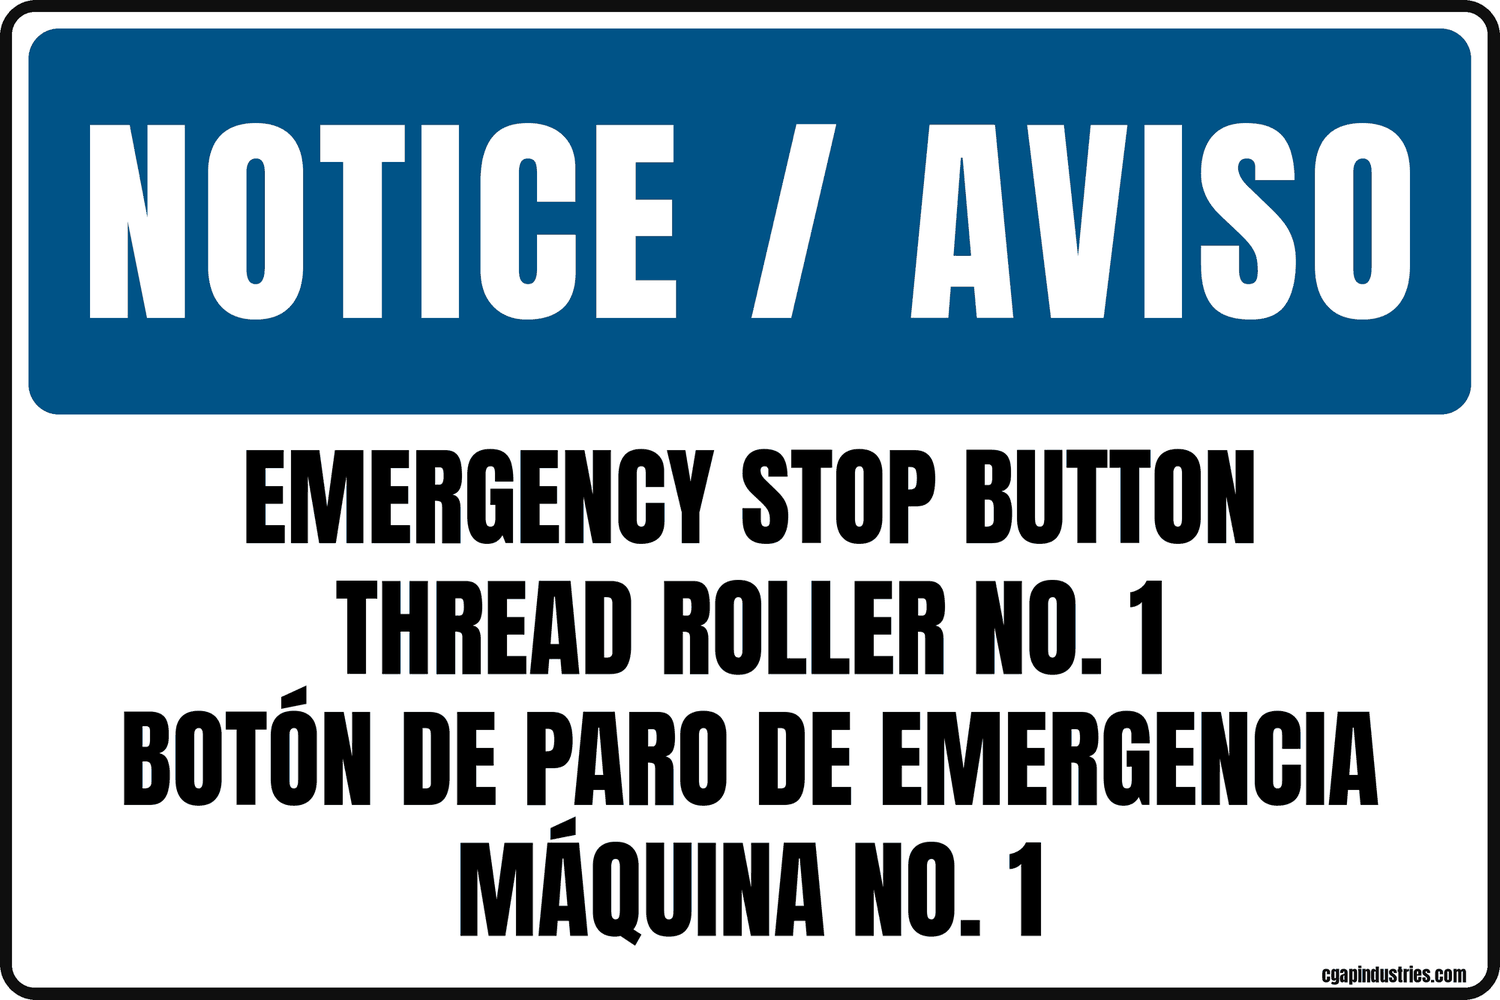 NOTICE / AVISO
EMERGENCY STOP BUTTON
THREAD ROLLER NO. 1
BOTÓN DE PARO DE EMERGENCIA
MÁQUINA NO. 1
cgapindustries.com